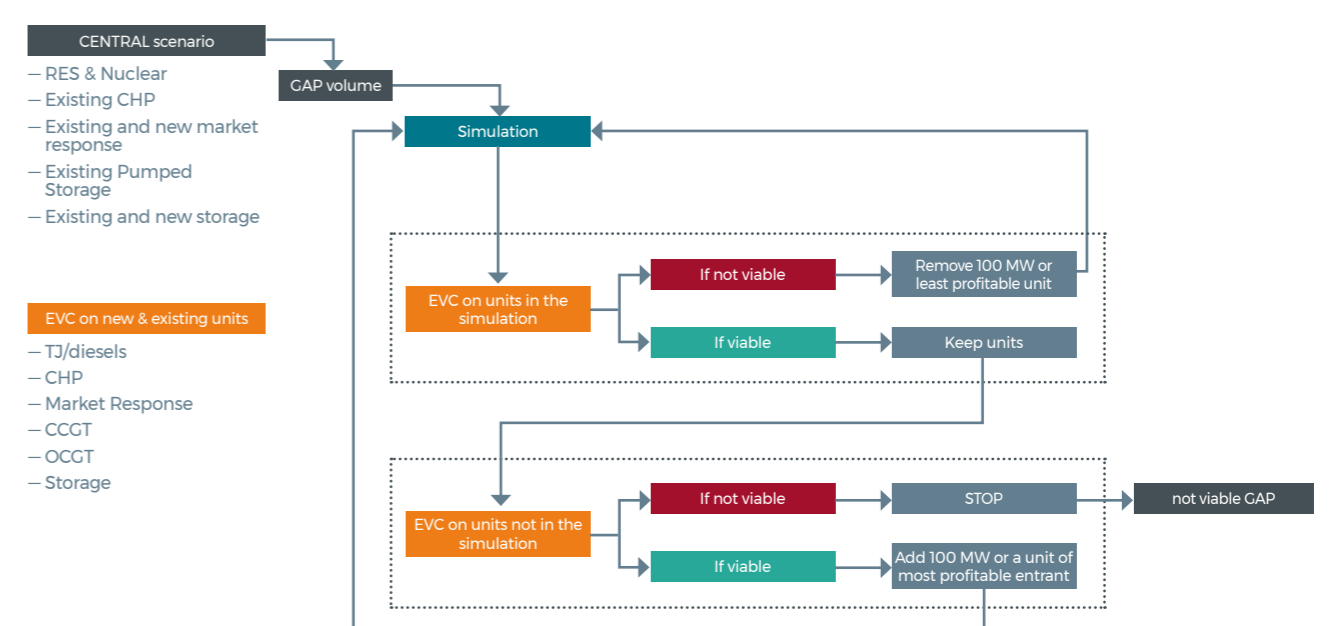 CENTRAL scenario
— RES & Nuclear
— Existing CHP
— Existing and new market
response
— Existing Pumped
Storage
— Existing and new storage
GAP volume
Simulation
EVC on new & existing units
— TJ/diesels
— CHP
— Market Response
— CCGT
— OCGT
— Storage
EVC on units in the
simulation
If not viable
Remove 100 MW or
least profitable unit
If viable
Keep units
EVC on units not in the
simulation
If not viable
STOP
not viable GAP
If viable
Add 100 MW or a unit of
most profitable entrant